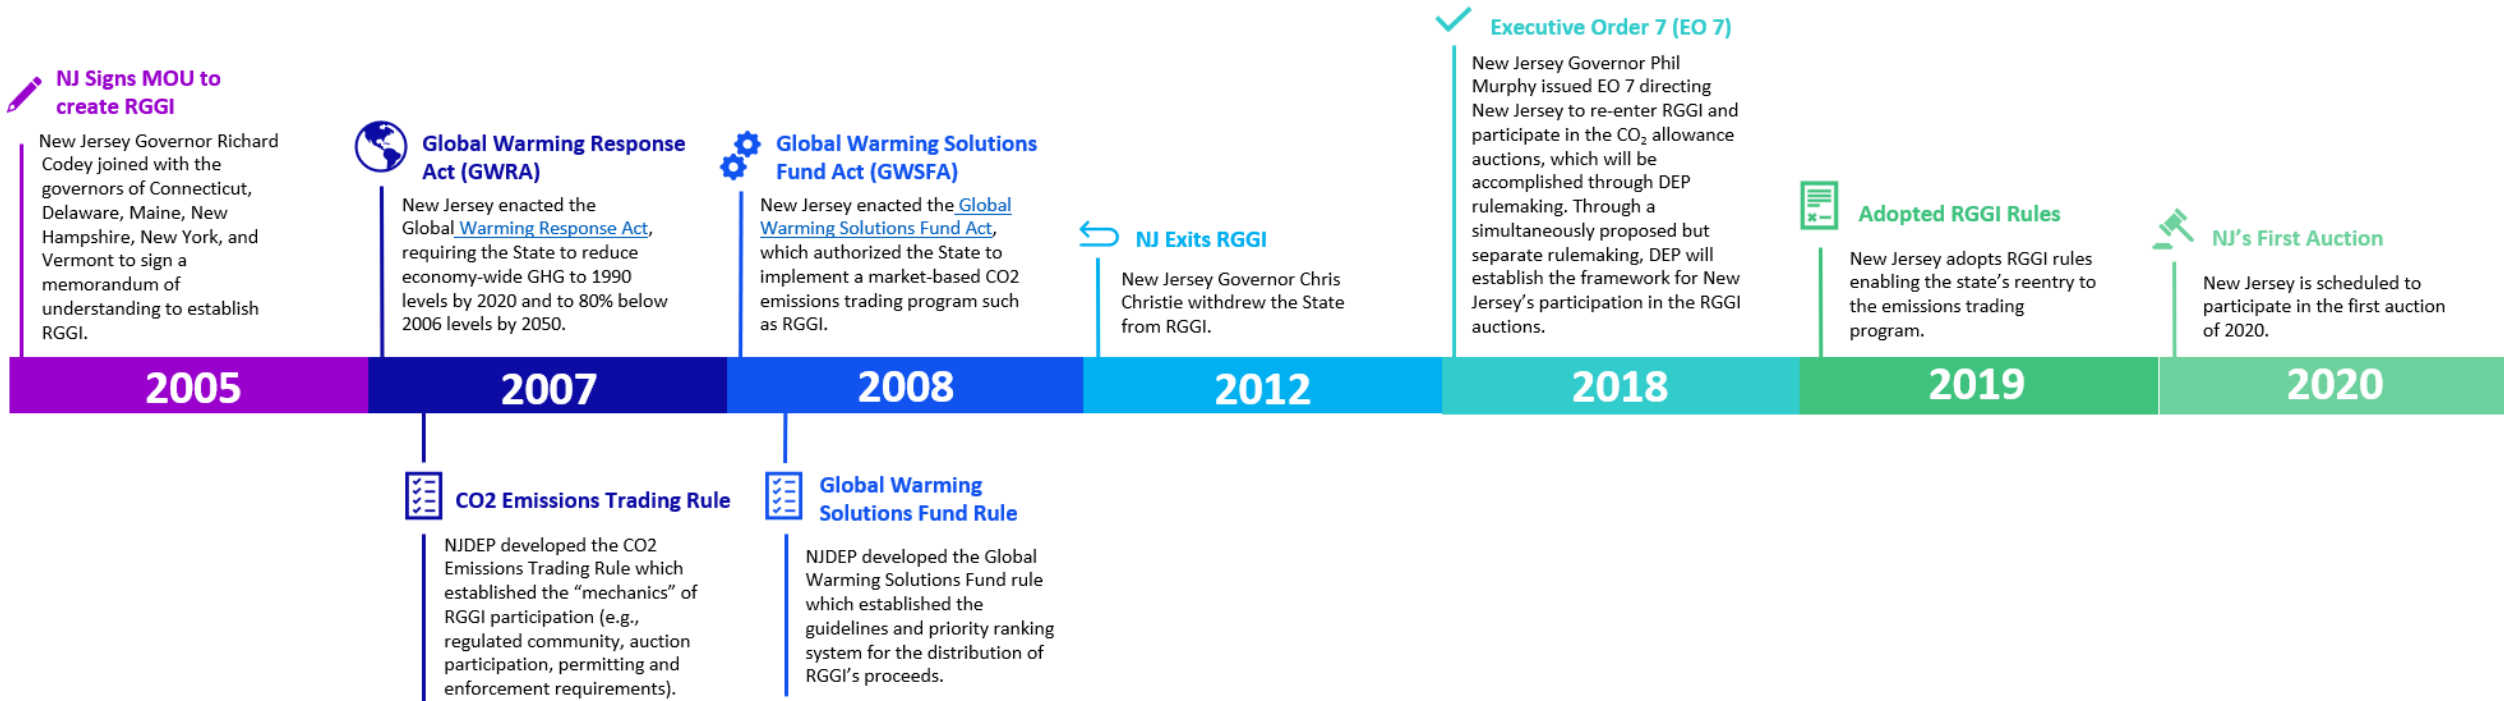 NJ Signs MOU to
create RGGI
New Jersey Governor Richard
Codey joined with the
governors of Connecticut,
Delaware, Maine, New
Hampshire, New York, and
Vermont to sign a
memorandum of
understanding to establish
RGGI.
Global Warming Response
Act (GWRA)
New Jersey enacted the
Global Warming Response Act,
requiring the State to reduce
economy-wide GHG to 1990
levels by 2020 and to 80% below
2006 levels by 2050.
Global Warming Solutions
Fund Act (GWSFA)
New Jersey enacted the Global
Warming Solutions Fund Act,
which authorized the State to
implement a market-based CO2
emissions trading program such
as RGGI.
NJ Exits RGGI
New Jersey Governor Chris
Christie withdrew the State
from RGGI.
Executive Order 7 (EO 7)
New Jersey Governor Phil
Murphy issued EO 7 directing
New Jersey to re-enter RGGI and
participate in the CO₂ allowance
auctions, which will be
accomplished through DEP
rulemaking. Through a
simultaneously proposed but
separate rulemaking, DEP will
establish the framework for New
Jersey's participation in the RGGI
auctions.
Adopted RGGI Rules
New Jersey adopts RGGI rules
enabling the state's reentry to
the emissions trading
program.
NJ's First Auction
New Jersey is scheduled to
participate in the first auction
of 2020.
2005
2007
2008
2012
2018
2019
2020
CO2 Emissions Trading Rule
NJDEP developed the CO2
Emissions Trading Rule which
established the “mechanics” of
RGGI participation (e.g.,
regulated community, auction
participation, permitting and
enforcement requirements).
Global Warming
Solutions Fund Rule
NJDEP developed the Global
Warming Solutions Fund rule
which established the
guidelines and priority ranking
system for the distribution of
RGGI's proceeds.